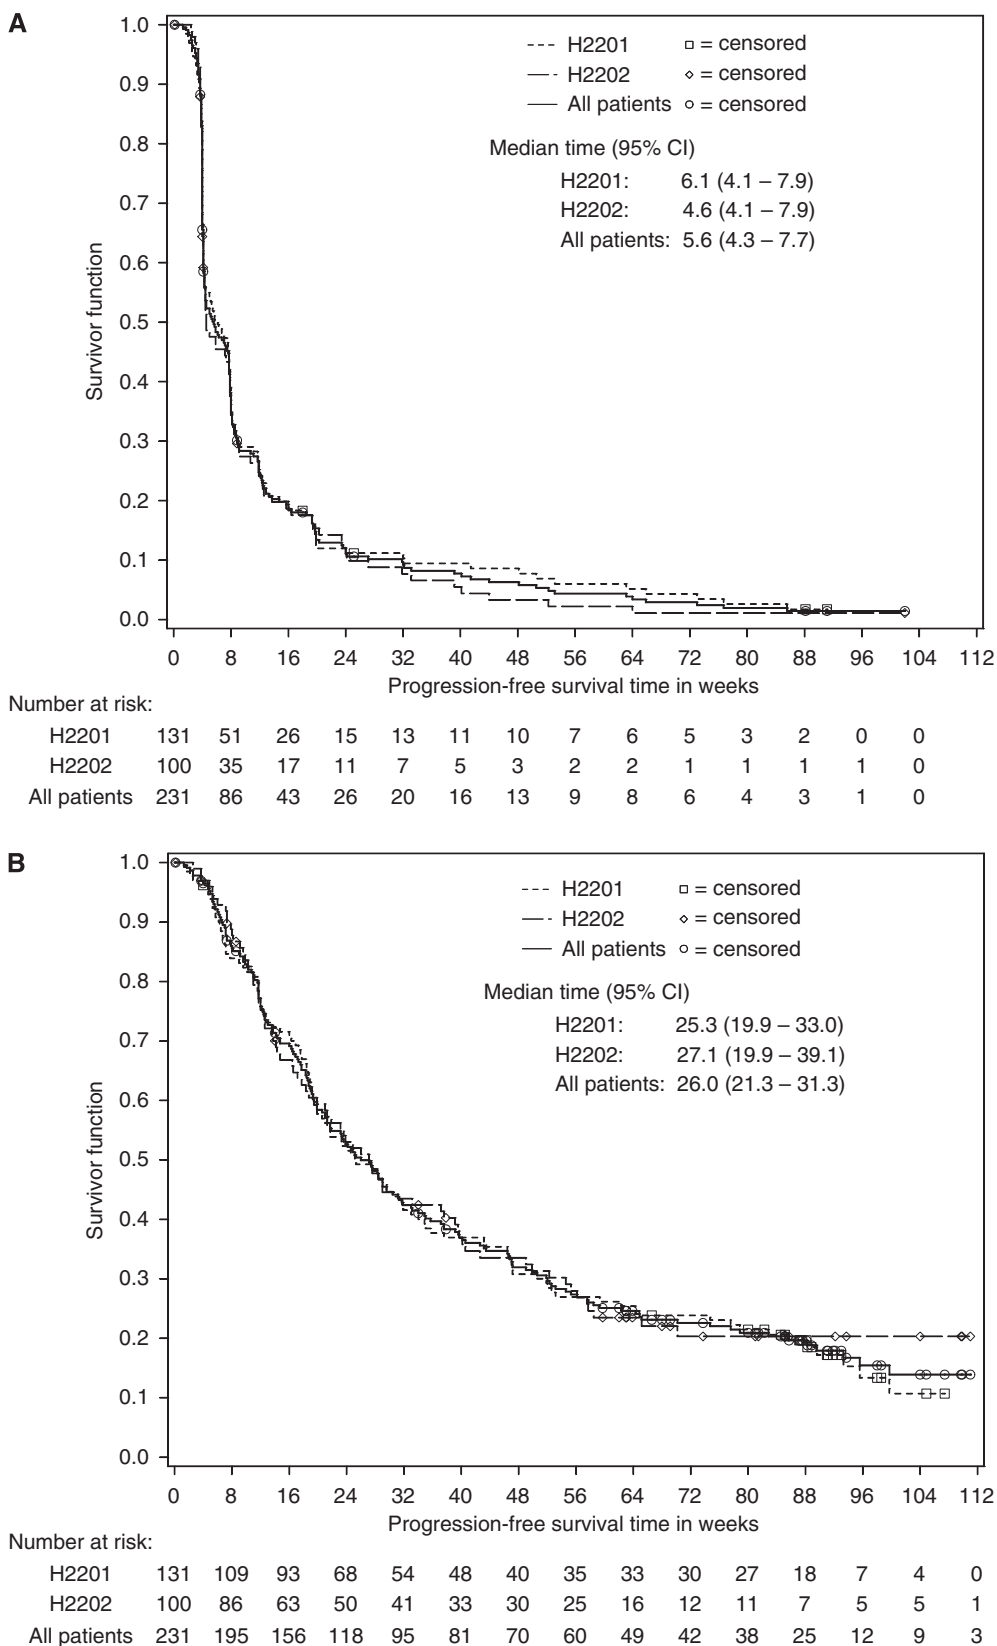 A
1.0
0.9
0.8
0.7
0.6
0.5
0.4
0.3
0.2
0.1
0.0
Survivor function
H2201 = censored
H2202 = censored
All patients = censored
Median time (95% CI)
H2201: 6.1 (4.1 – 7.9)
H2202: 4.6 (4.1 – 7.9)
All patients: 5.6 (4.3 – 7.7)
0 8 16 24 32 40 48 56 64 72 80 88 96 104 112
Progression-free survival time in weeks
Number at risk:
H2201 131 51 26 15 13 11 10 7 6 5 3 2 0 0
H2202 100 35 17 11 7 5 3 2 2 1 1 1 1 0
All patients 231 86 43 26 20 16 13 9 8 6 4 3 1 0
B
1.0
0.9
0.8
0.7
0.6
0.5
0.4
0.3
0.2
0.1
0.0
Survivor function
H2201 = censored
H2202 = censored
All patients = censored
Median time (95% CI)
H2201: 25.3 (19.9 – 33.0)
H2202: 27.1 (19.9 – 39.1)
All patients: 26.0 (21.3 – 31.3)
0 8 16 24 32 40 48 56 64 72 80 88 96 104 112
Progression-free survival time in weeks
Number at risk:
H2201 131 109 93 68 54 48 40 35 33 30 27 18 7 4 0
H2202 100 86 63 50 41 33 30 25 16 12 11 7 5 5 1
All patients 231 195 156 118 95 81 70 60 49 42 38 25 12 9 3